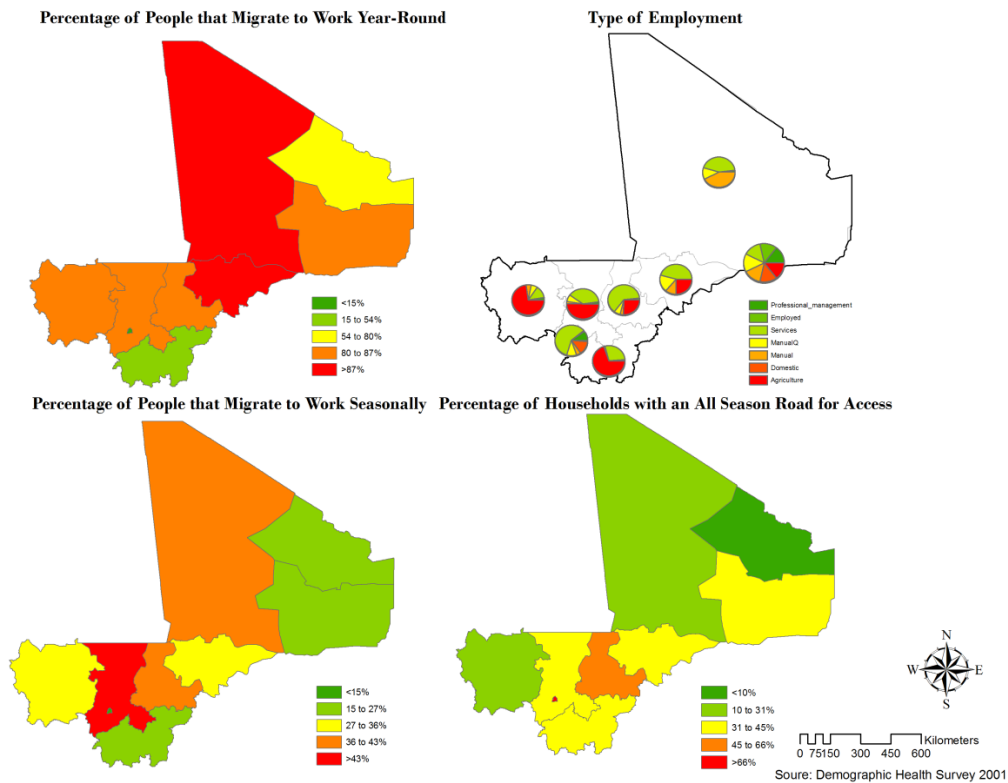 Percentage of People that Migrate to Work Year-Round
<15%
15 to 54%
54 to 80%
80 to 87%
>87%
Type of Employment
Professional_management
Employed
Services
ManualQ
Manual
Domestic
Agriculture
Percentage of People that Migrate to Work Seasonally
<15%
15 to 27%
27 to 36%
36 to 43%
>43%
Percentage of Households with an All Season Road for Access
<10%
10 to 31%
31 to 45%
45 to 66%
>66%
N
W E
S
Kilometers
0 75150 300 450 600
Soure: Demographic Health Survey 2001